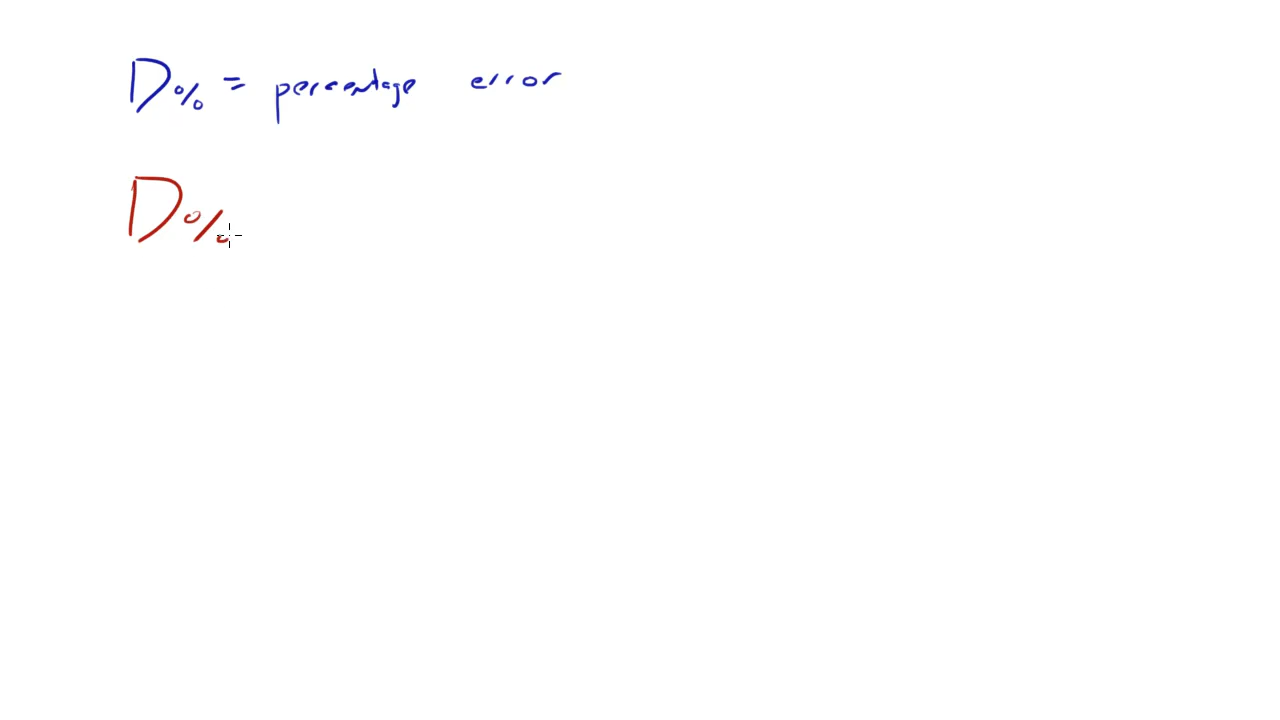 D% = percentage error
D%